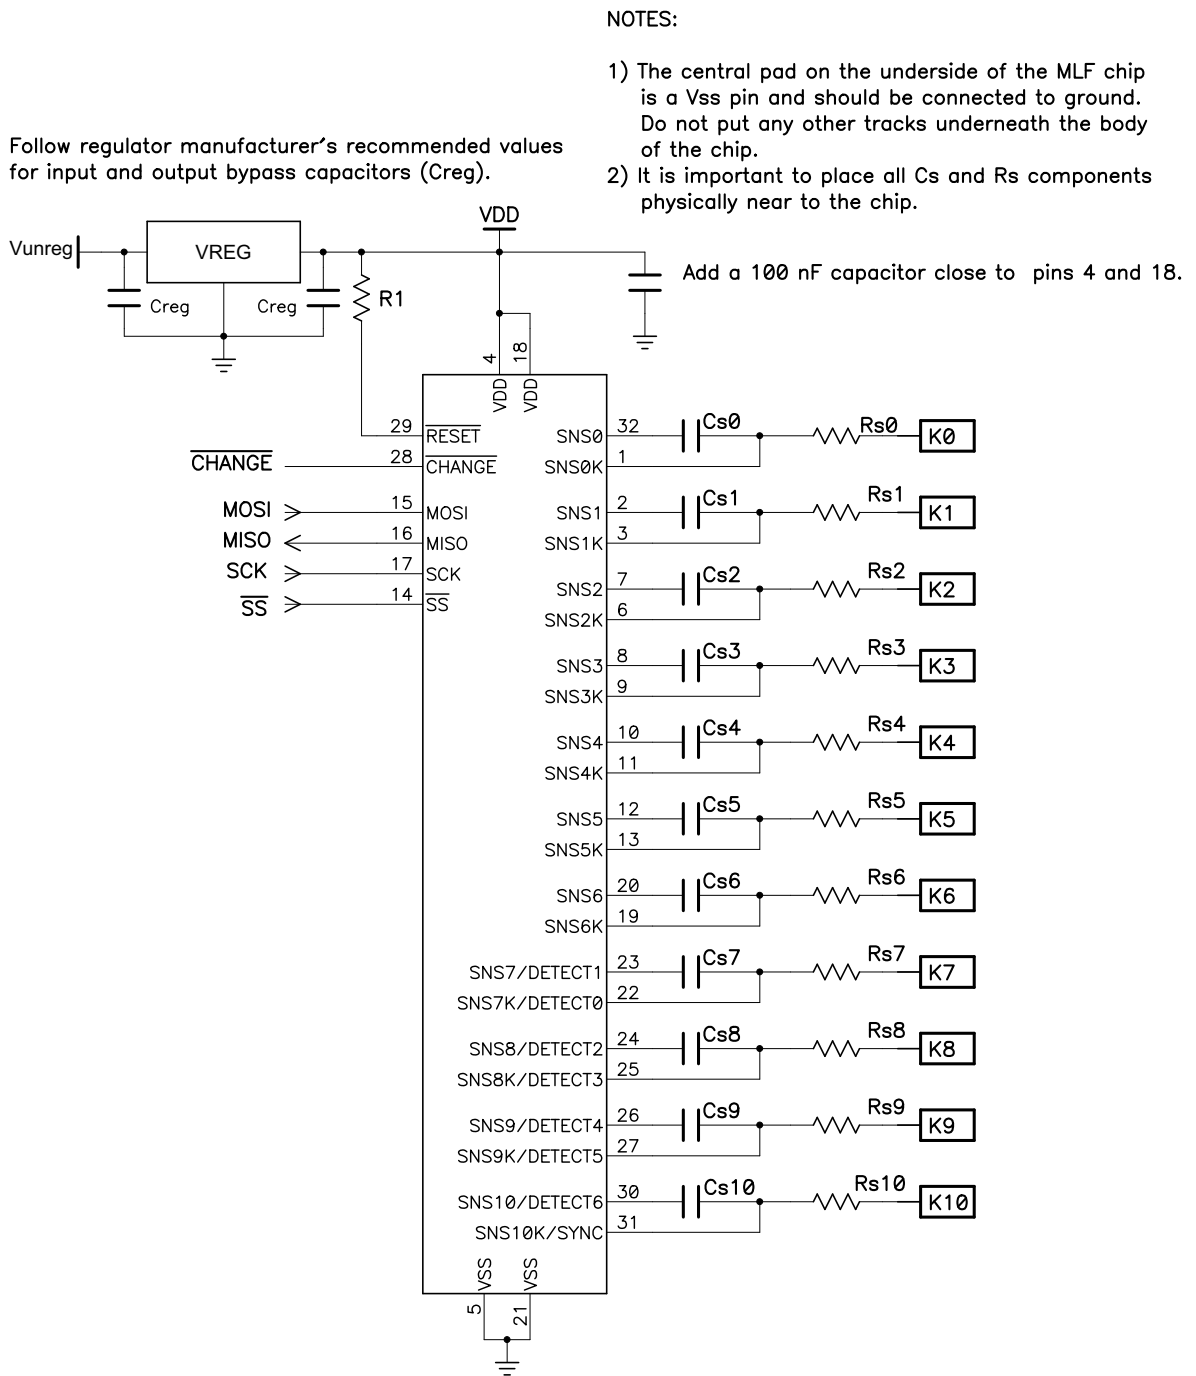 NOTES:
1) The central pad on the underside of the MLF chip
is a Vss pin and should be connected to ground.
Do not put any other tracks underneath the body
of the chip.
2) It is important to place all Cs and Rs components
physically near to the chip.
Follow regulator manufacturer's recommended values
for input and output bypass capacitors (Creg).
VDD
Vunreg
VREG
Creg
Creg
R1
Add a 100 nF capacitor close to pins 4 and 18.
4
18
VDD
VDD
29
RESET
CHANGE
28
CHANGE
MOSI
15
MOSI
MISO
16
MISO
SCK
17
SCK
SS
14
SS
SNS0
32
Cs0
Rs0
K0
SNS0K
1
SNS1
2
Cs1
Rs1
K1
SNS1K
3
SNS2
7
Cs2
Rs2
K2
SNS2K
6
SNS3
8
Cs3
Rs3
K3
SNS3K
9
SNS4
10
Cs4
Rs4
K4
SNS4K
11
SNS5
12
Cs5
Rs5
K5
SNS5K
13
SNS6
20
Cs6
Rs6
K6
SNS6K
19
SNS7/DETECT1
23
Cs7
Rs7
K7
SNS7K/DETECT0
22
SNS8/DETECT2
24
Cs8
Rs8
K8
SNS8K/DETECT3
25
SNS9/DETECT4
26
Cs9
Rs9
K9
SNS9K/DETECT5
27
SNS10/DETECT6
30
Cs10
Rs10
K10
SNS10K/SYNC
31
VSS
VSS
5
21